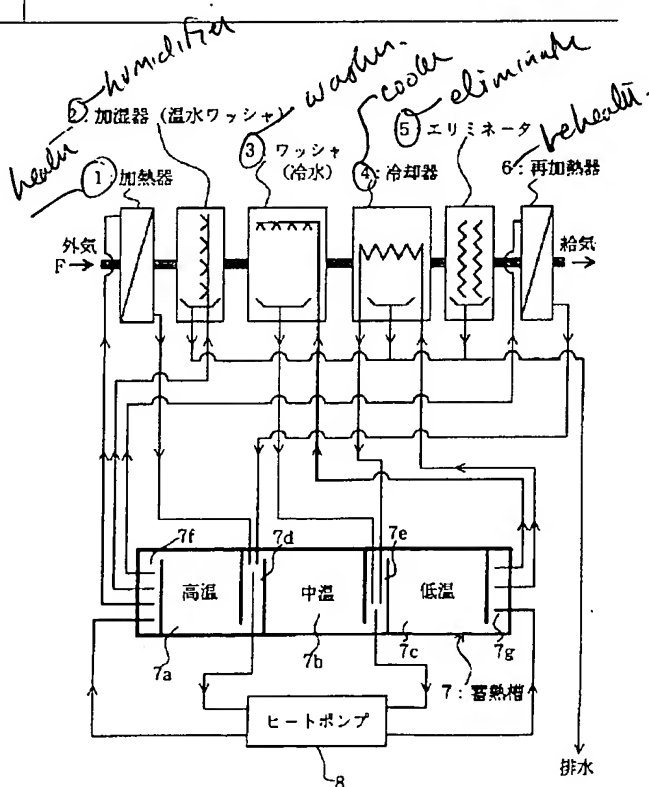 humidifier
② 加湿器(温水ワッシャ)
washer.
cooler
eliminate
heater
reheater.
① 加熱器
③ ワッシャ
(冷水)
④: 冷却器
⑤ エリミネータ
6: 再加熱器
外気
F→
給気
7f
7d
7e
高温
中温
低温
7a
7b
7c
7g
7: 蓄熱槽
ヒートポンプ
8
排水